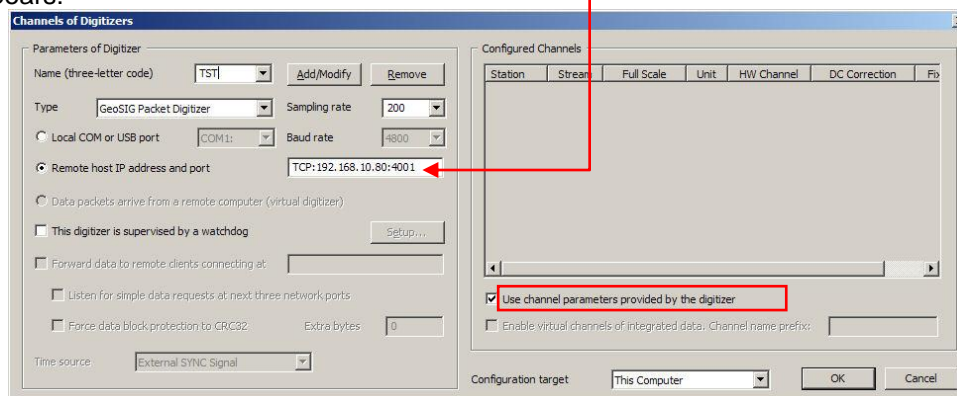 Channels of Digitizers
Parameters of Digitizer
Name (three-letter code) TST Add/Modify Remove
Type GeoSIG Packet Digitizer Sampling rate 200
Local COM or USB port COM1: Baud rate 4800
Remote host IP address and port TCP:192.168.10.80:4001
Data packets arrive from a remote computer (virtual digitizer)
This digitizer is supervised by a watchdog Setup...
Forward data to remote clients connecting at
Listen for simple data requests at next three network ports
Force data block protection to CRC32 Extra bytes 0
Time source External SYNC Signal
Configured Channels
Station Stream Full Scale Unit HW Channel DC Correction
Use channel parameters provided by the digitizer
Enable virtual channels of integrated data. Channel name prefix:
Configuration target This Computer OK Cancel